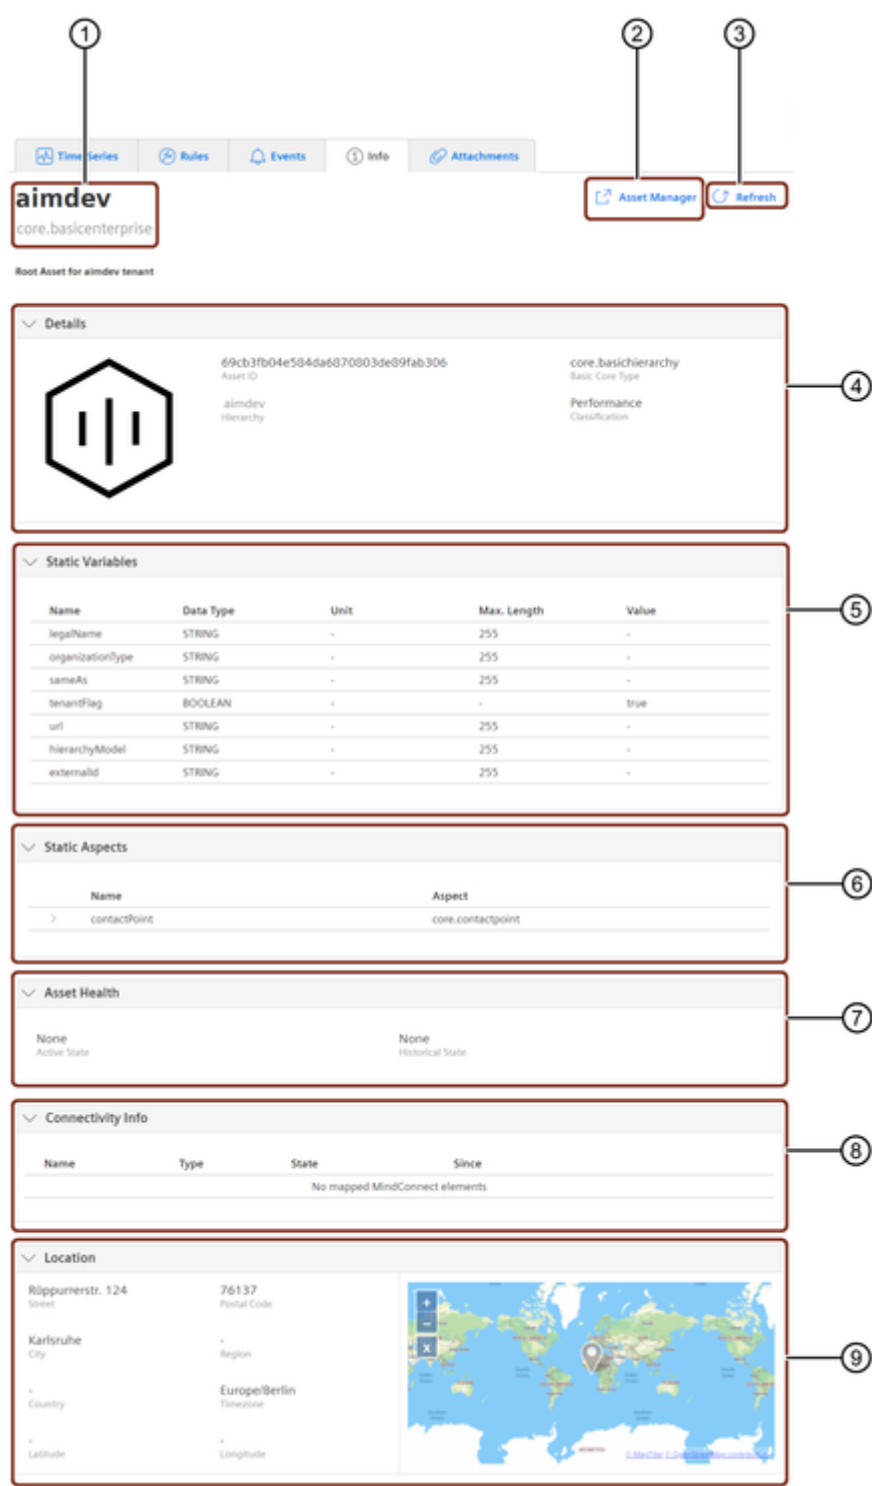 1 2 3
Time Series Rules Events Info Attachments
aimdev Asset Manager Refresh
core.basicenterprise
Root Asset for aimdev tenant
Details
69cb3fb04e584da6870803de89fab306 core.basichierarchy
Asset ID Basic Core Type
4
aimdev Performance
Hierarchy Classification
Static Variables
Name Data Type Unit Max. Length Value
5
legalName STRING - 255 -
organizationType STRING - 255 -
sameAs STRING - 255 -
tenantFlag BOOLEAN - - true
url STRING - 255 -
hierarchyModel STRING - 255 -
externalId STRING - 255 -
Static Aspects
6
Name Aspect
contactPoint core.contactpoint
Asset Health
7
None None
Active State Historical State
Connectivity Info
8
Name Type State Since
No mapped MindConnect elements
Location
Rüppurrerstr. 124 76137
Street Postal Code
Karlsruhe -
City Region
9
- Europe/Berlin
Country Timezone
- -
Latitude Longitude
+
−
x
© MapTiler © OpenStreetMap contributors